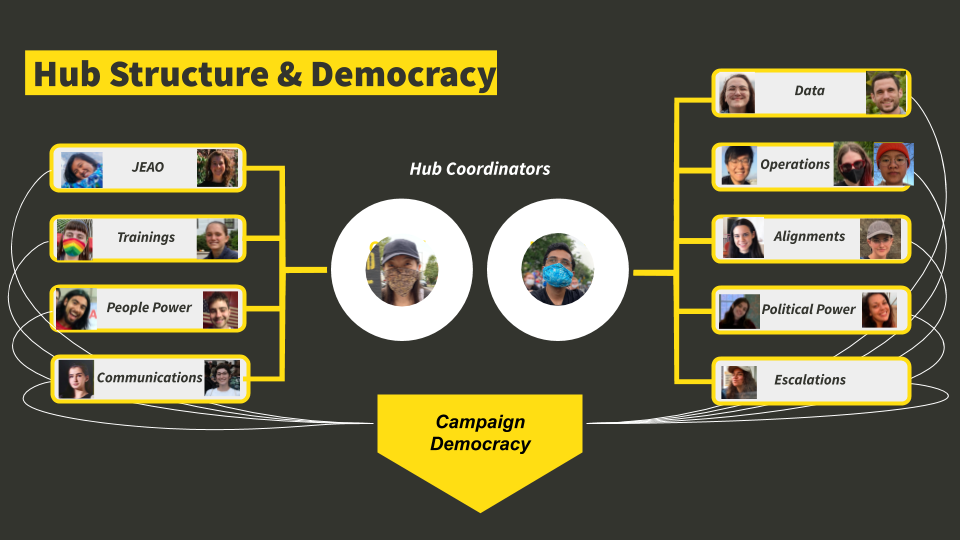 Hub Structure & Democracy
Hub Coordinators
JEAO
Trainings
People Power
Communications
Data
Operations
Alignments
Political Power
Escalations
Campaign
Democracy